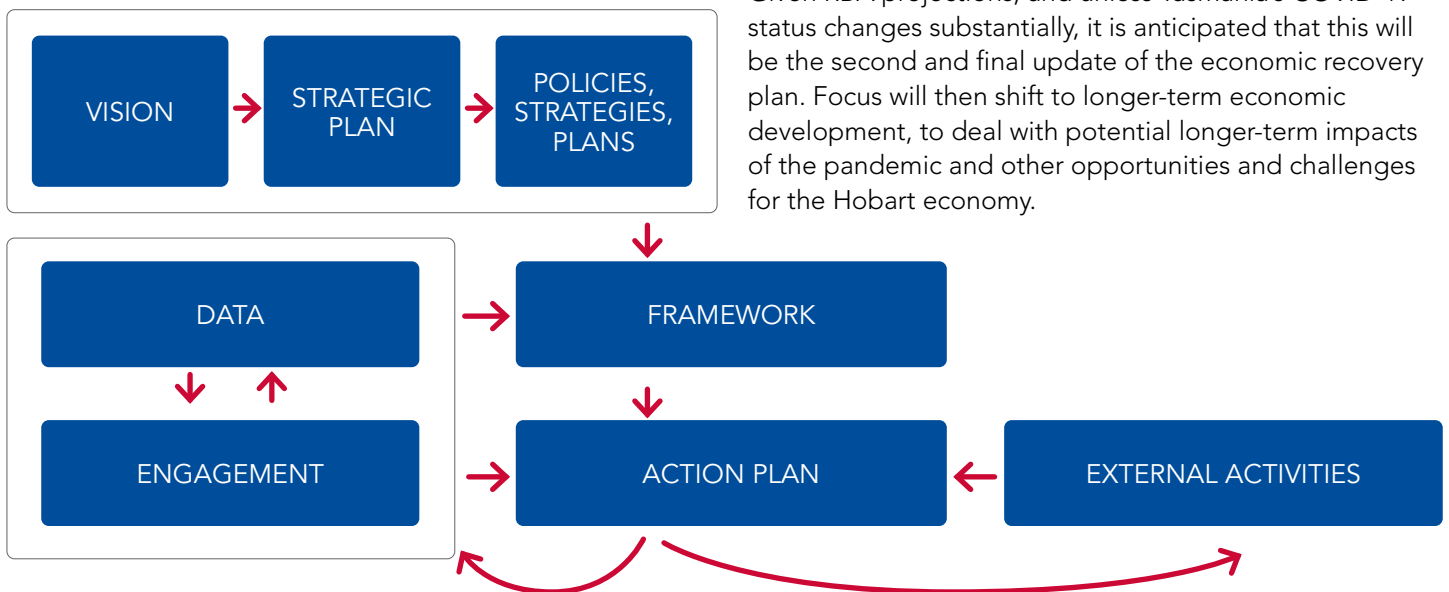 status changes substantially, it is anticipated that this will
be the second and final update of the economic recovery
plan. Focus will then shift to longer-term economic
development, to deal with potential longer-term impacts
of the pandemic and other opportunities and challenges
for the Hobart economy.
VISION
STRATEGIC
PLAN
POLICIES,
STRATEGIES,
PLANS
DATA
FRAMEWORK
ENGAGEMENT
ACTION PLAN
EXTERNAL ACTIVITIES